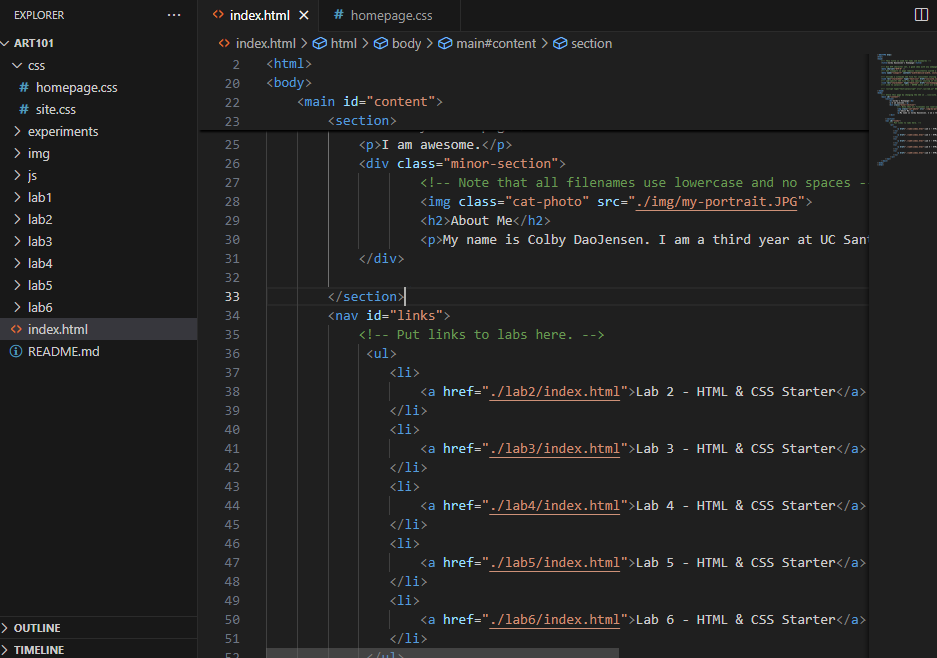 EXPLORER
ART101
css
homepage.css
site.css
experiments
img
js
lab1
lab2
lab3
lab4
lab5
lab6
index.html
README.md
OUTLINE
TIMELINE
index.html
homepage.css
index.html > html > body > main#content > section
2 <html>
20 <body>
22 <main id="content">
23 <section>
25 <p>I am awesome.</p>
26 <div class="minor-section">
27 <!-- Note that all filenames use lowercase and no spaces -
28 <img class="cat-photo" src="./img/my-portrait.JPG">
29 <h2>About Me</h2>
30 <p>My name is Colby DaoJensen. I am a third year at UC San
31 </div>
32
33 </section>
34 <nav id="links">
35 <!-- Put links to labs here. -->
36 <ul>
37 <li>
38 <a href="./lab2/index.html">Lab 2 - HTML & CSS Starter</a>
39 </li>
40 <li>
41 <a href="./lab3/index.html">Lab 3 - HTML & CSS Starter</a>
42 </li>
43 <li>
44 <a href="./lab4/index.html">Lab 4 - HTML & CSS Starter</a>
45 </li>
46 <li>
47 <a href="./lab5/index.html">Lab 5 - HTML & CSS Starter</a>
48 </li>
49 <li>
50 <a href="./lab6/index.html">Lab 6 - HTML & CSS Starter</a>
51 </li>
52 </ul>